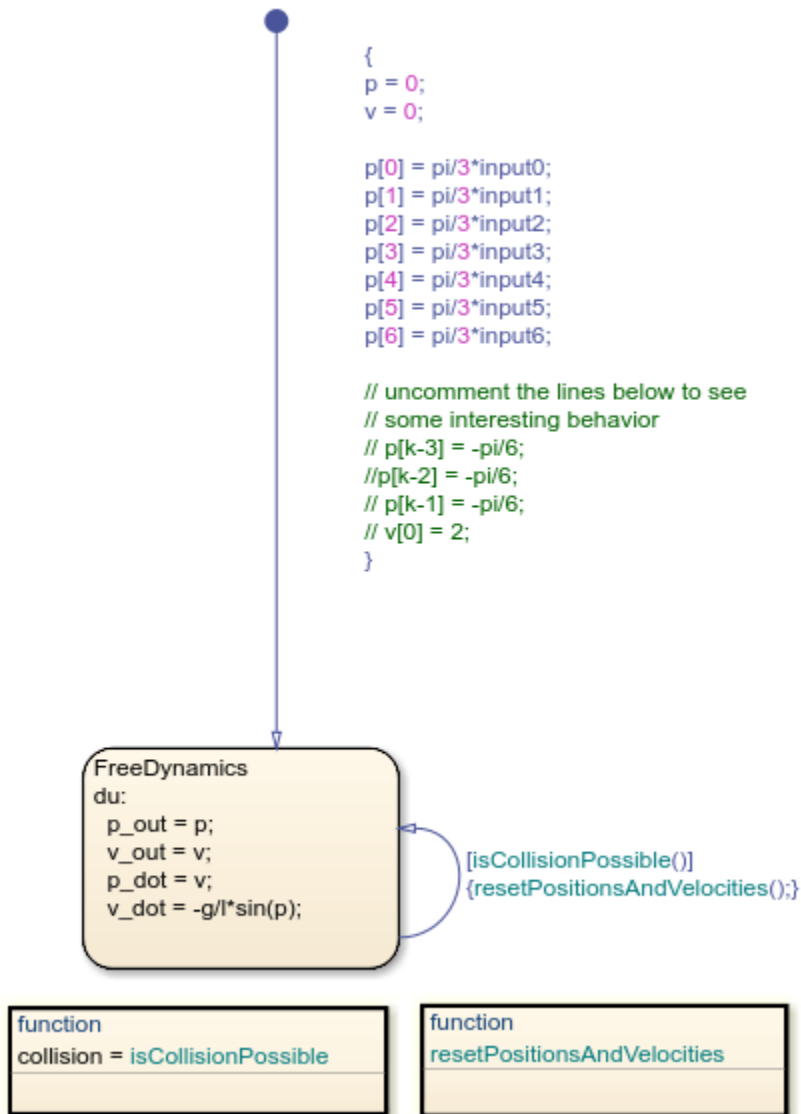 {
p = 0;
v = 0;
p[0] = pi/3*input0;
p[1] = pi/3*input1;
p[2] = pi/3*input2;
p[3] = pi/3*input3;
p[4] = pi/3*input4;
p[5] = pi/3*input5;
p[6] = pi/3*input6;
// uncomment the lines below to see
// some interesting behavior
// p[k-3] = -pi/6;
//p[k-2] = -pi/6;
// p[k-1] = -pi/6;
// v[0] = 2;
}
FreeDynamics
du:
p_out = p;
v_out = v;
p_dot = v;
v_dot = -g/l*sin(p);
[isCollisionPossible()]
{resetPositionsAndVelocities();}
function
collision = isCollisionPossible
function
resetPositionsAndVelocities